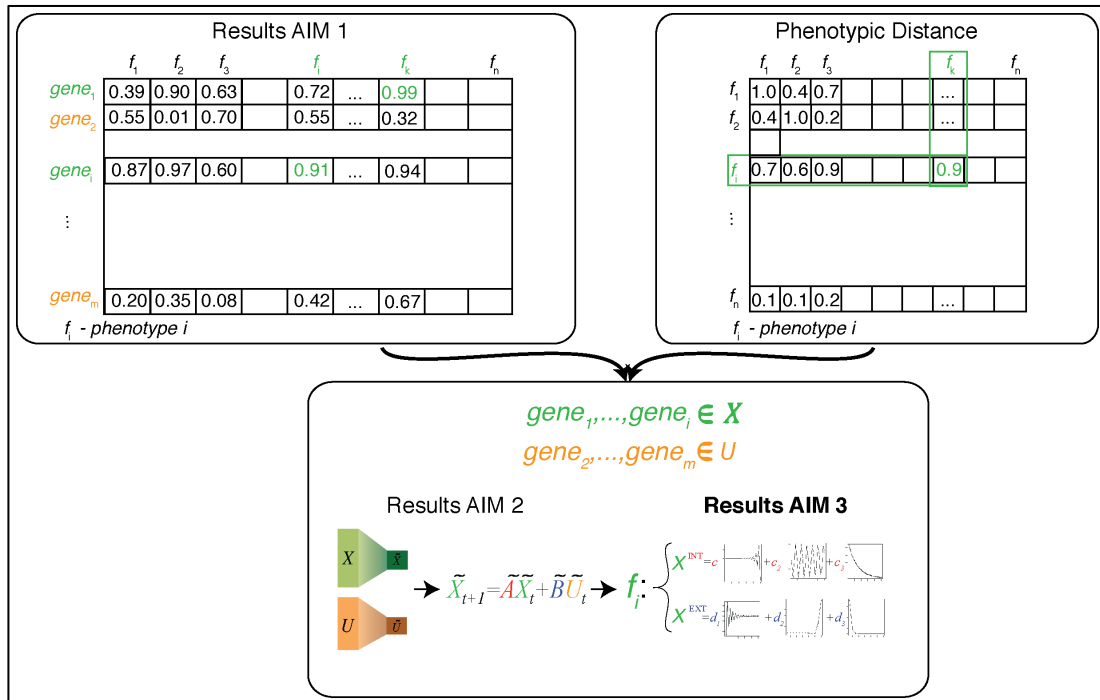 Results AIM 1
f1 f2 f3 fi fk fn
gene1 0.39 0.90 0.63 0.72 ... 0.99
gene2 0.55 0.01 0.70 0.55 ... 0.32
genei 0.87 0.97 0.60 0.91 ... 0.94
...
genem 0.20 0.35 0.08 0.42 ... 0.67
fi - phenotype i
Phenotypic Distance
f1 f2 f3 fk fn
f1 1.0 0.4 0.7 ...
f2 0.4 1.0 0.2 ...
fi 0.7 0.6 0.9 0.9
...
fn 0.1 0.1 0.2 ...
fi - phenotype i
gene1,...,genei ∈ X
gene2,...,genem ∈ U
Results AIM 2
Results AIM 3
X X̃
U Ũ
X̃t+1=ÃX̃t+B̃Ũt
fi:
X INT=c +c2 +c3
X EXT=d1 +d2 +d3